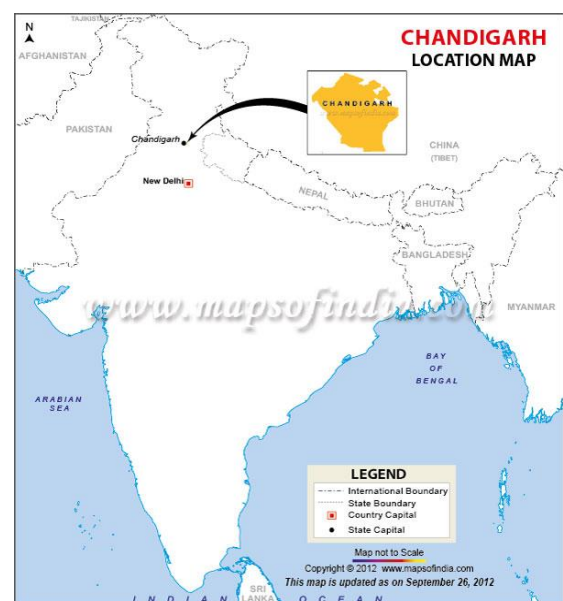 N
TAJIKISTAN
CHANDIGARH
LOCATION MAP
AFGHANISTAN
CHANDIGARH
PAKISTAN
Chandigarh
CHINA
(TIBET)
New Delhi
NEPAL
BHUTAN
BANGLADESH
www.mapsofindia.com
MYANMAR
BAY
OF
BENGAL
ARABIAN
SEA
LEGEND
International Boundary
State Boundary
Country Capital
State Capital
Map not to Scale
Copyright © 2012 www.mapsofindia.com
This map is updated as on September 26, 2012
SRI
LANKA
INDIAN OCEAN